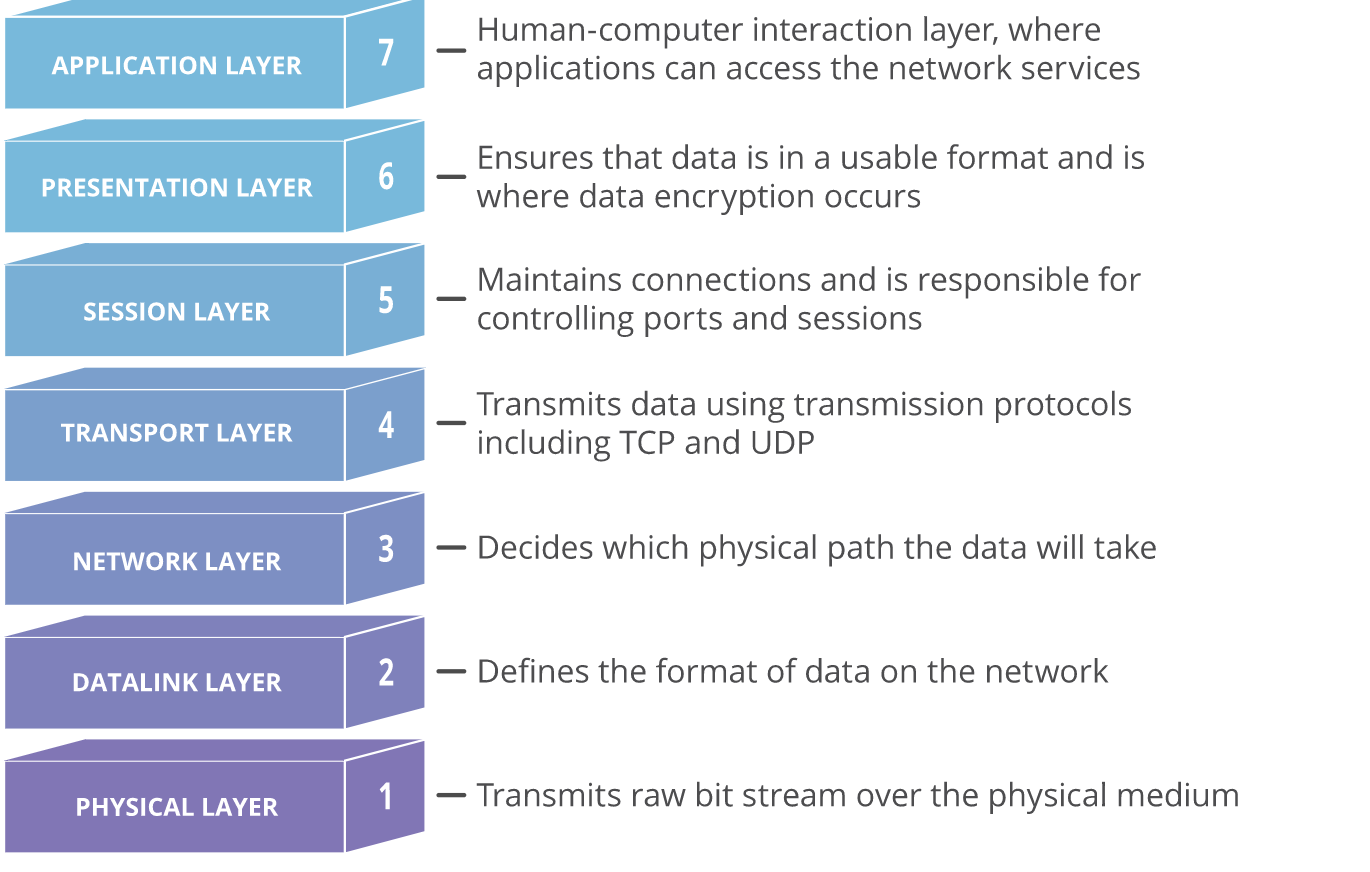 APPLICATION LAYER
7
Human-computer interaction layer, where
applications can access the network services
PRESENTATION LAYER
6
Ensures that data is in a usable format and is
where data encryption occurs
SESSION LAYER
5
Maintains connections and is responsible for
controlling ports and sessions
TRANSPORT LAYER
4
Transmits data using transmission protocols
including TCP and UDP
NETWORK LAYER
3
Decides which physical path the data will take
DATALINK LAYER
2
Defines the format of data on the network
PHYSICAL LAYER
1
Transmits raw bit stream over the physical medium